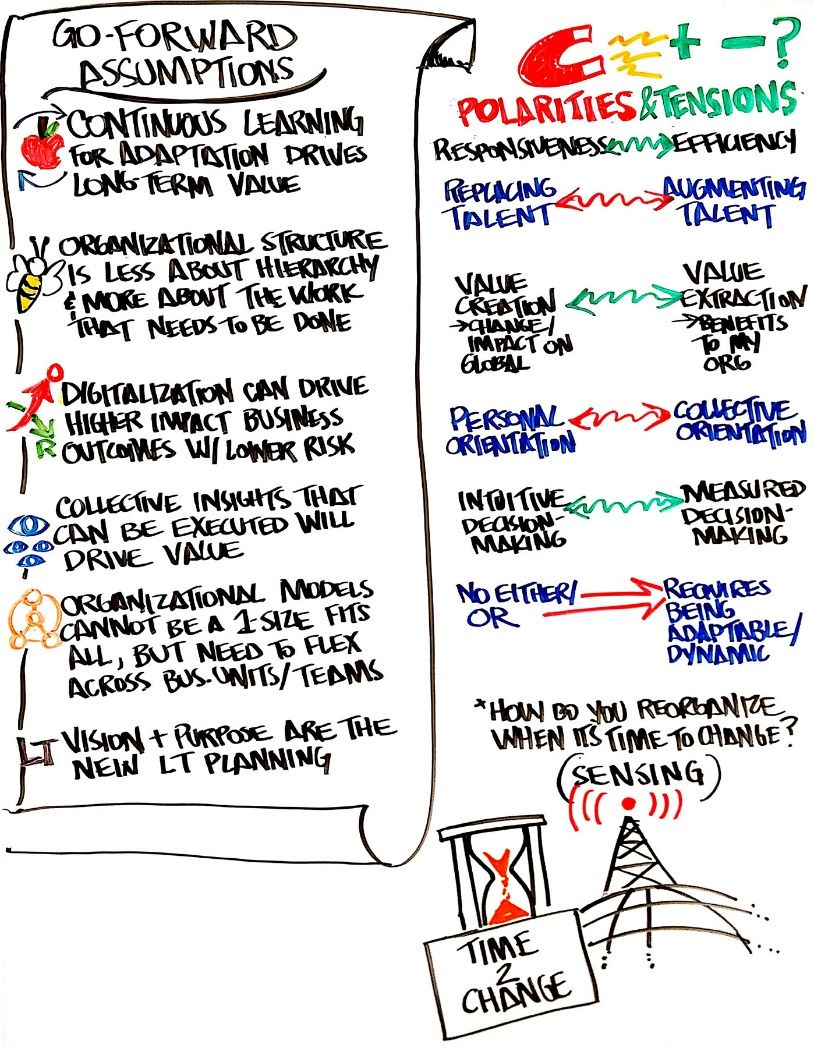 GO-FORWARD
ASSUMPTIONS
CONTINUOUS LEARNING
FOR ADAPTATION DRIVES
LONG-TERM VALUE
ORGANIZATIONAL STRUCTURE
IS LESS ABOUT HIERARCHY
& MORE ABOUT THE WORK
THAT NEEDS TO BE DONE
DIGITALIZATION CAN DRIVE
HIGHER IMPACT BUSINESS
OUTCOMES W/ LOWER RISK
R
COLLECTIVE INSIGHTS THAT
CAN BE EXECUTED WILL
DRIVE VALUE
ORGANIZATIONAL MODELS
CANNOT BE A 1-SIZE FITS
ALL, BUT NEED TO FLEX
ACROSS BUS. UNITS/TEAMS
LT
VISION + PURPOSE ARE THE
NEW LT PLANNING
+ - ?
POLARITIES & TENSIONS
RESPONSIVENESS EFFICIENCY
REPLACING
TALENT
AUGMENTING
TALENT
VALUE
CREATION
→CHANGE/
IMPACT ON
GLOBAL
VALUE
EXTRACTION
→BENEFITS
TO MY
ORG
PERSONAL
ORIENTATION
COLLECTIVE
ORIENTATION
INTUITIVE
DECISION-
MAKING
MEASURED
DECISION-
MAKING
NO EITHER/
OR
REQUIRES
BEING
ADAPTABLE/
DYNAMIC
*HOW DO YOU REORGANIZE
WHEN ITS TIME TO CHANGE?
(SENSING)
TIME
2
CHANGE